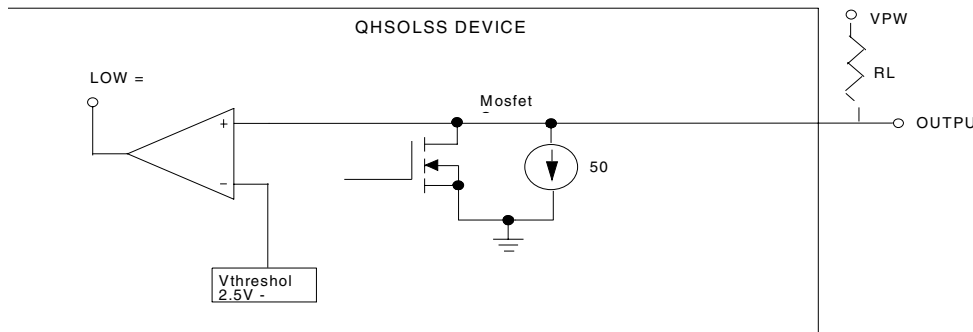 QHSOLSS DEVICE
VPW
RL
LOW =
Mosfet
+
OUTPU
50
−
Vthreshol
2.5V -